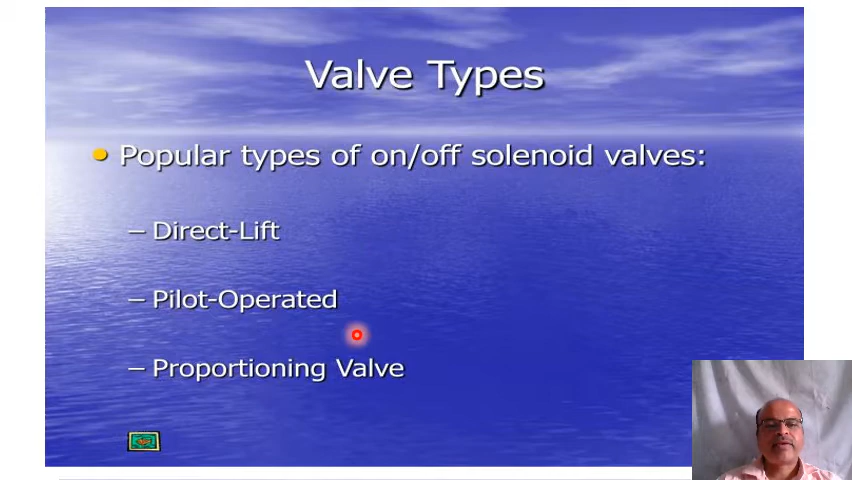 Valve Types
• Popular types of on/off solenoid valves:
– Direct-Lift
– Pilot-Operated
– Proportioning Valve